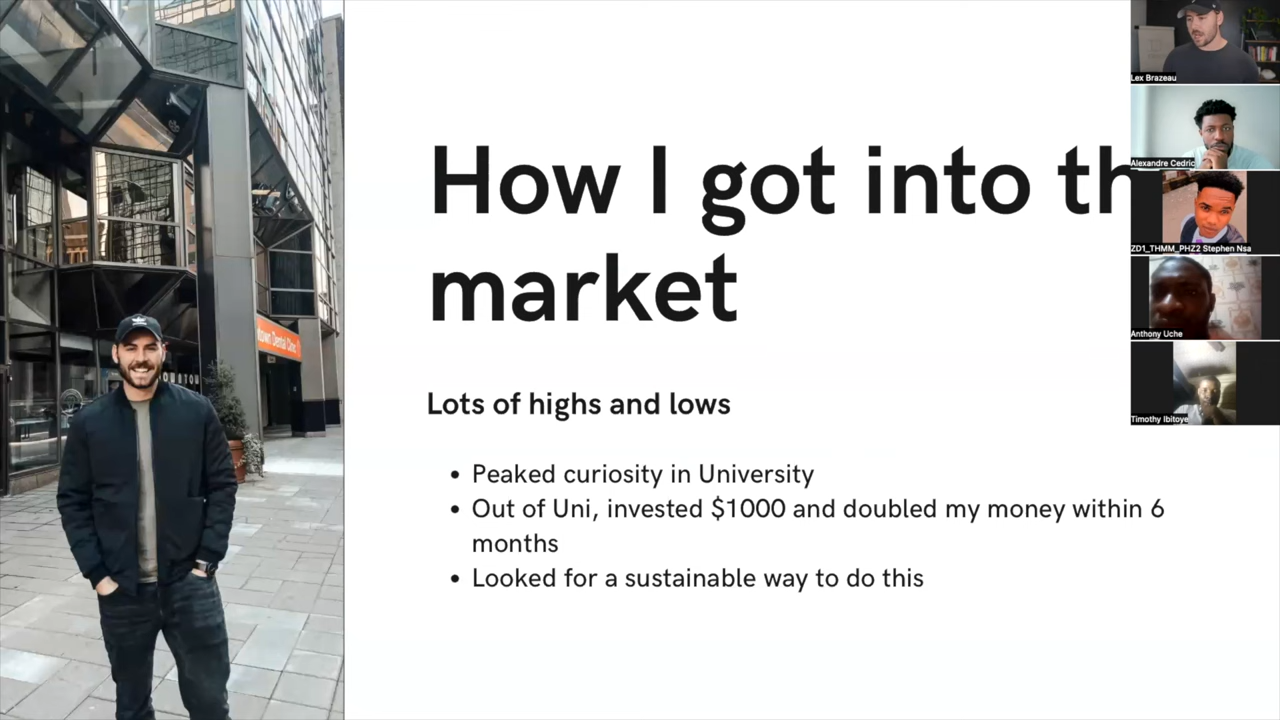 How I got into th
market
Lots of highs and lows
• Peaked curiosity in University
• Out of Uni, invested $1000 and doubled my money within 6
months
• Looked for a sustainable way to do this
Lex Brazeau
Alexandre Cedric
ZD1_THMM_PHZ2 Stephen Nsa
Anthony Uche
Timothy Ibitoye
Dental Clinic